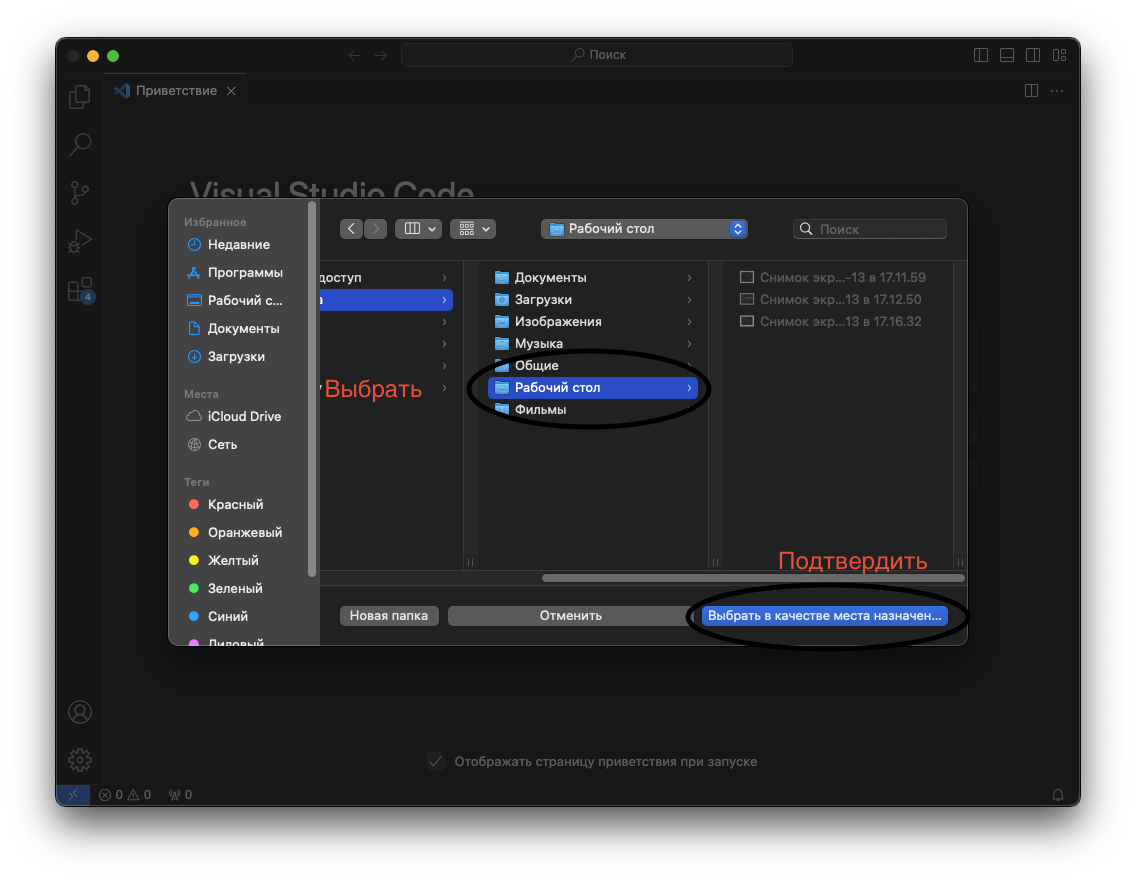 Поиск
Приветствие
Visual Studio Code
Избранное
Недавние
Программы
Рабочий с...
Документы
Загрузки
Места
iCloud Drive
Сеть
Теги
Красный
Оранжевый
Желтый
Зеленый
Синий
Лиловый
Рабочий стол
Поиск
доступ
а
Выбрать
Документы
Загрузки
Изображения
Музыка
Общие
Рабочий стол
Фильмы
Снимок экр...-13 в 17.11.59
Снимок экр...13 в 17.12.50
Снимок экр...13 в 17.16.32
Подтвердить
Новая папка
Отменить
Выбрать в качестве места назначен...
4
Отображать страницу приветствия при запуске
0 0 0